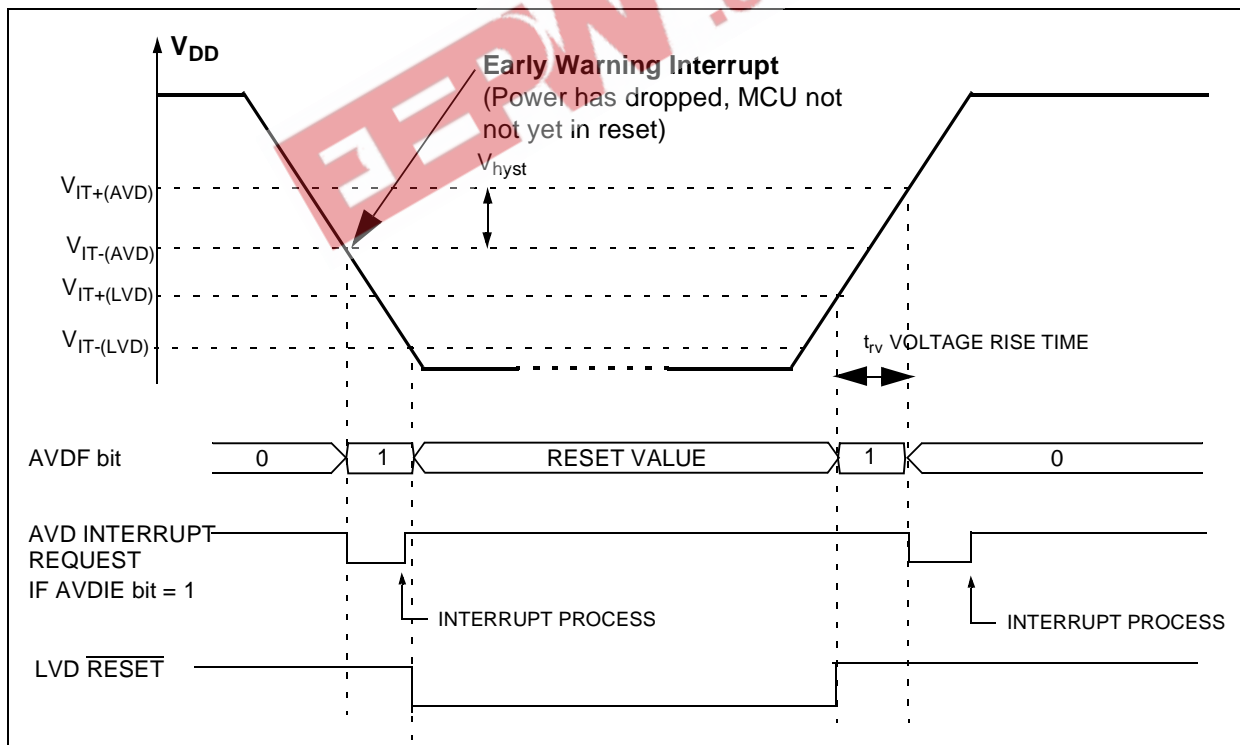 VDD
Early Warning Interrupt
(Power has dropped, MCU not
not yet in reset)
Vhyst
VIT+(AVD)
VIT-(AVD)
VIT+(LVD)
VIT-(LVD)
trv VOLTAGE RISE TIME
AVDF bit
0
1
RESET VALUE
1
0
AVD INTERRUPT
REQUEST
IF AVDIE bit = 1
INTERRUPT PROCESS
INTERRUPT PROCESS
LVD RESET
EEPW